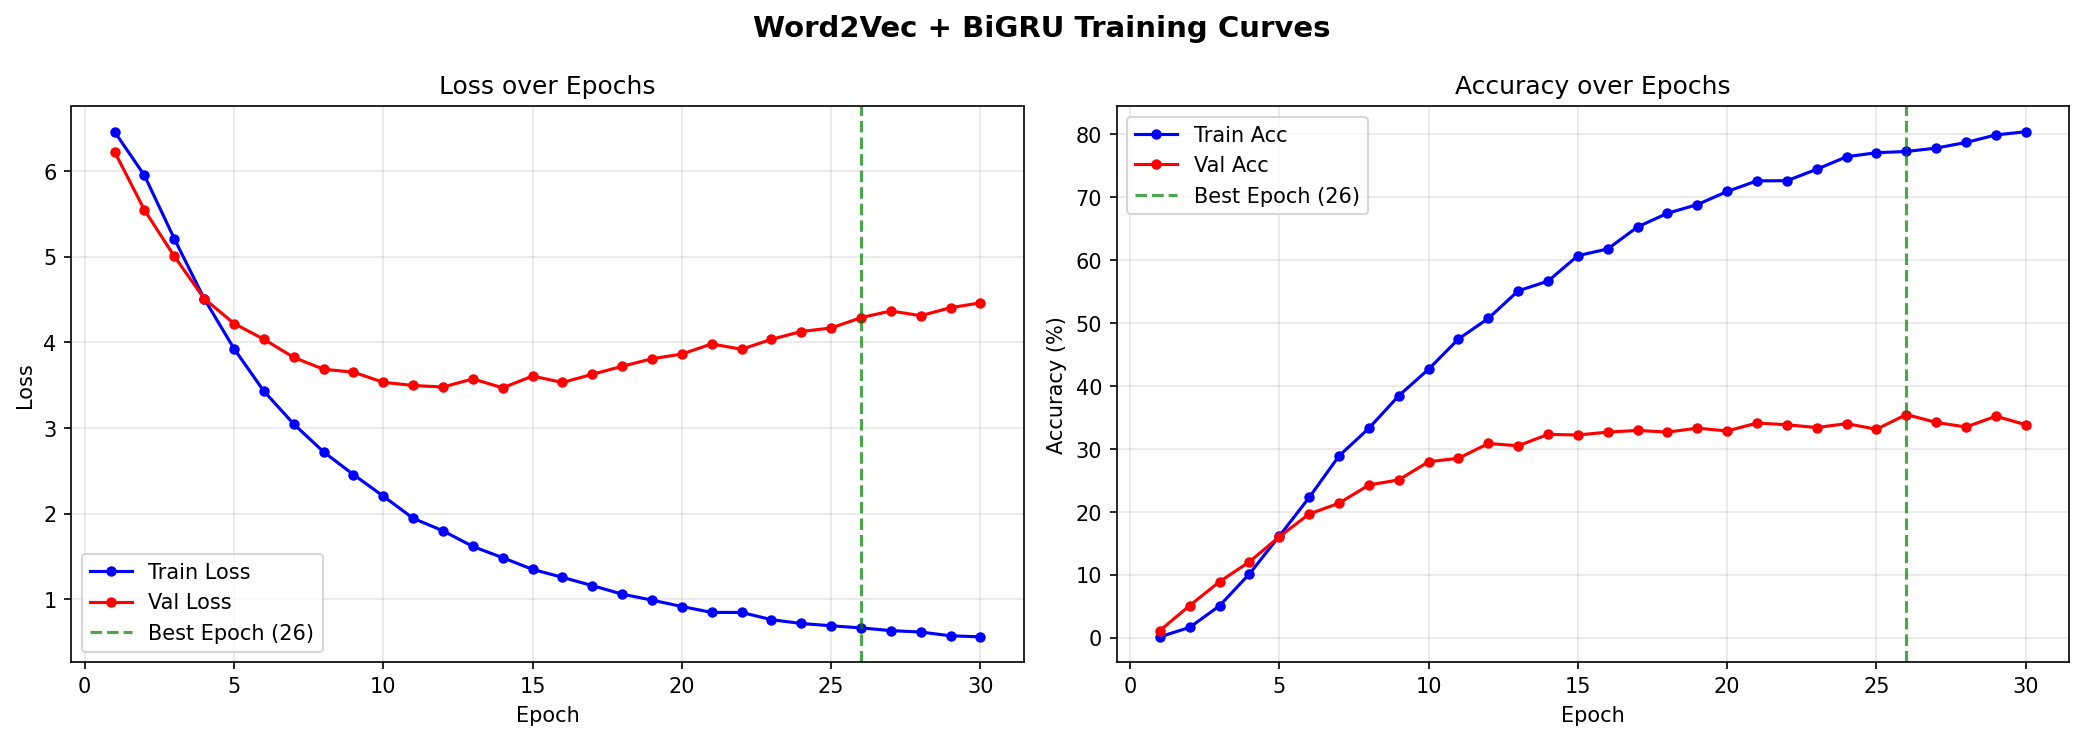 Word2Vec + BiGRU Training Curves
Loss over Epochs
Loss
6
5
4
3
2
1
Train Loss
Val Loss
Best Epoch (26)
0 5 10 15 20 25 30
Epoch
Accuracy over Epochs
Accuracy (%)
80
70
60
50
40
30
20
10
0
Train Acc
Val Acc
Best Epoch (26)
0 5 10 15 20 25 30
Epoch